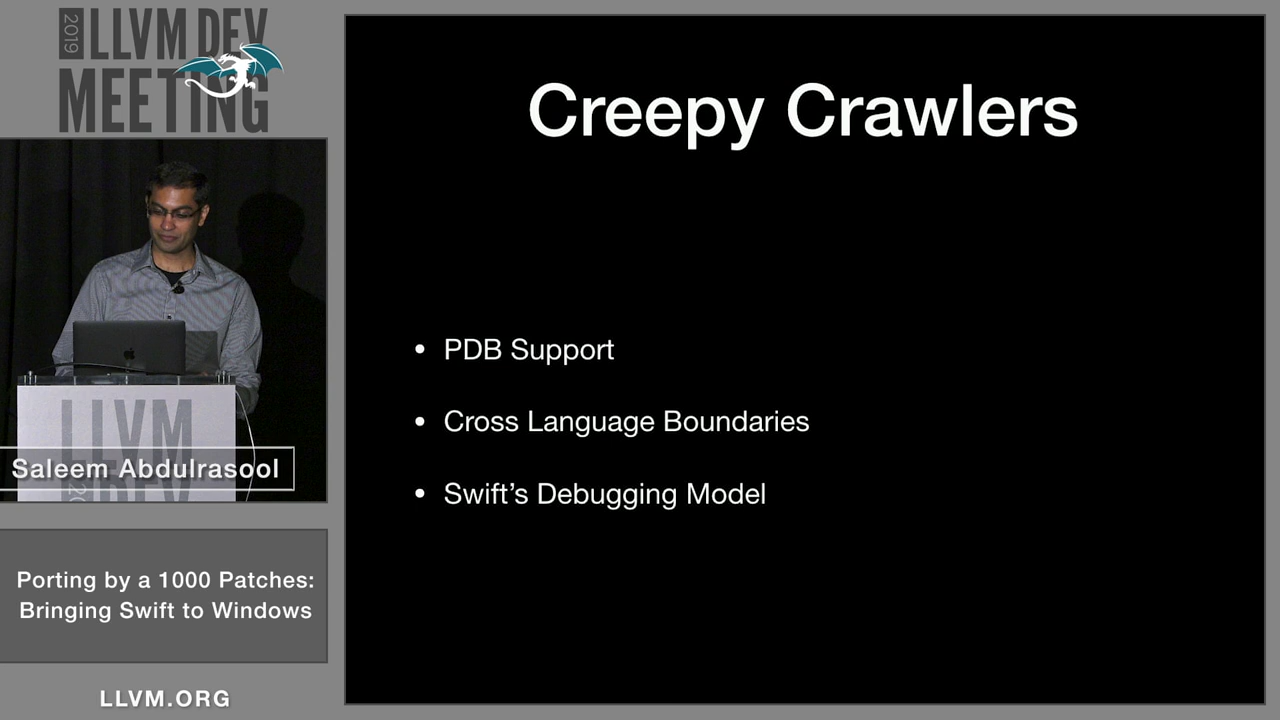 2019
LLVM DEV
MEETING
Creepy Crawlers
• PDB Support
• Cross Language Boundaries
• Swift's Debugging Model
LLVM
Saleem Abdulrasool
Porting by a 1000 Patches:
Bringing Swift to Windows
LLVM.ORG